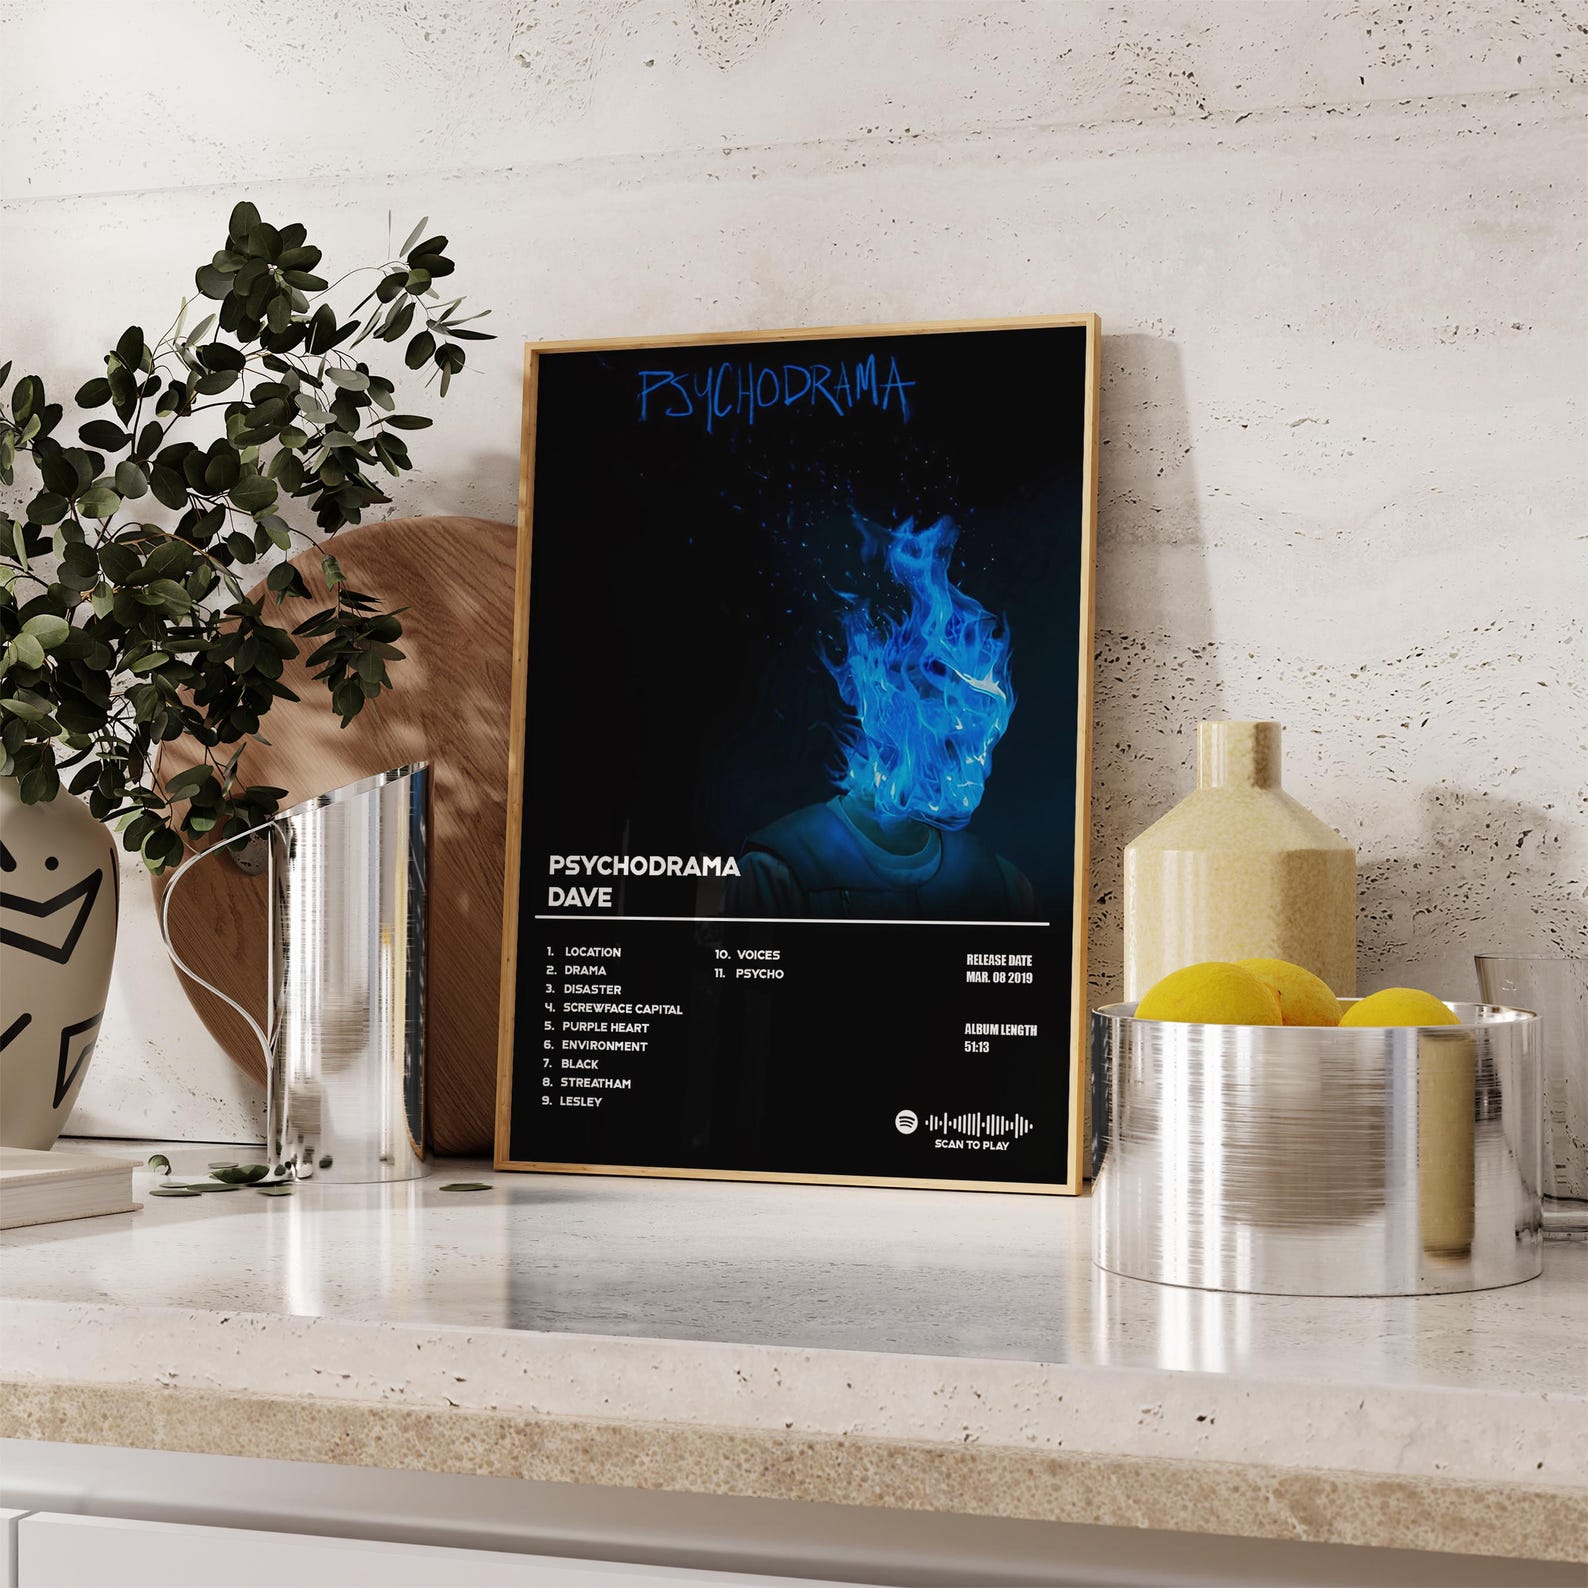 PSYCHODRAMA
PSYCHODRAMA
DAVE
1. LOCATION
2. DRAMA
3. DISASTER
4. SCREWFACE CAPITAL
5. PURPLE HEART
6. ENVIRONMENT
7. BLACK
8. STREATHAM
9. LESLEY
10. VOICES
11. PSYCHO
RELEASE DATE
MAR. 08 2019
ALBUM LENGTH
51:13
SCAN TO PLAY